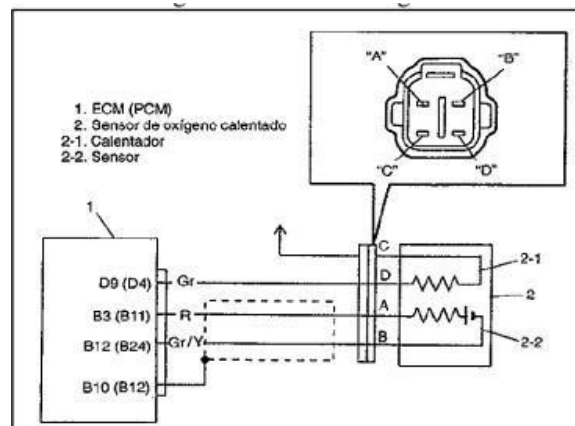 "A"
"B"
"C"
"D"
1. ECM (PCM)
2. Sensor de oxígeno calentado
2-1. Calentador
2-2. Sensor
1
C
D9 (D4) Gr D
2-1
2
B3 (B11) R A
B12 (B24) Gr/Y B
2-2
B10 (B12)